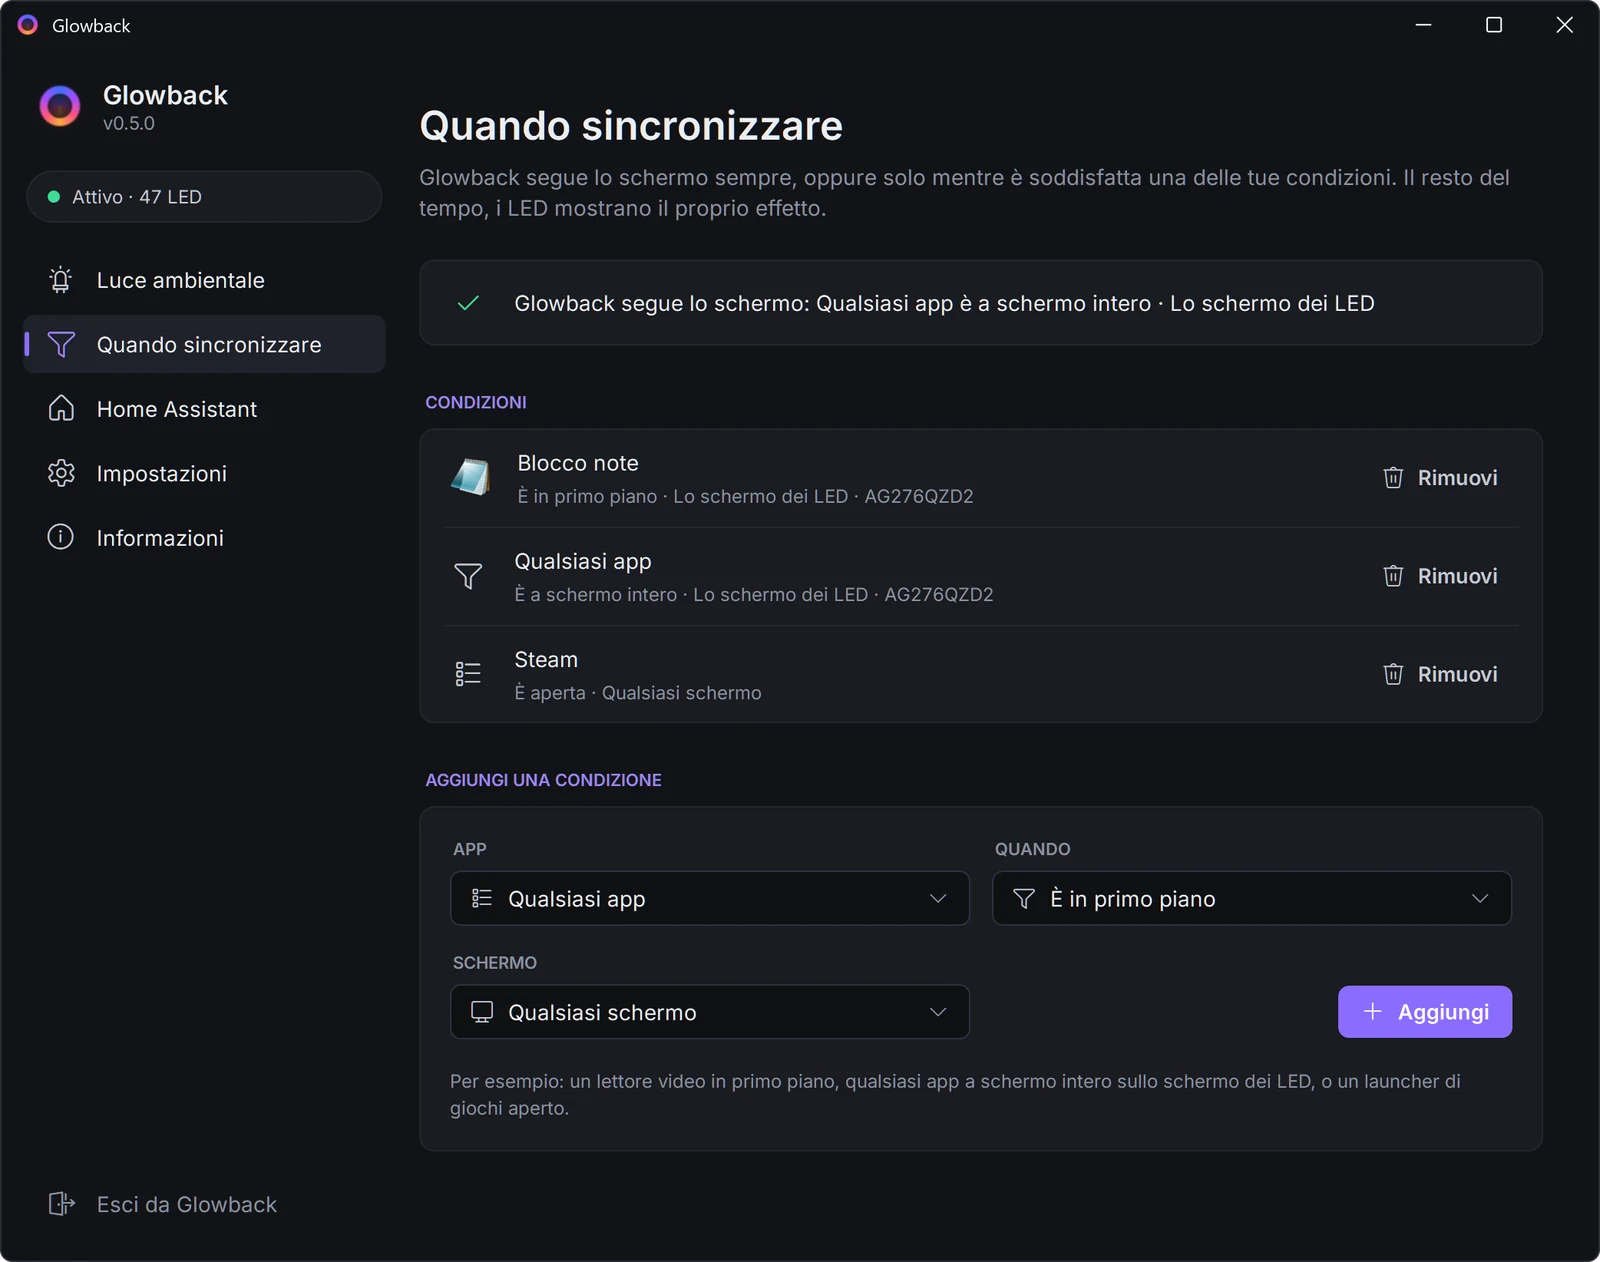 Glowback
Glowback
v0.5.0
Attivo · 47 LED
Luce ambientale
Quando sincronizzare
Home Assistant
Impostazioni
Informazioni
Esci da Glowback
Quando sincronizzare
Glowback segue lo schermo sempre, oppure solo mentre è soddisfatta una delle tue condizioni. Il resto del
tempo, i LED mostrano il proprio effetto.
Glowback segue lo schermo: Qualsiasi app è a schermo intero · Lo schermo dei LED
CONDIZIONI
Blocco note
È in primo piano · Lo schermo dei LED · AG276QZD2
Rimuovi
Qualsiasi app
È a schermo intero · Lo schermo dei LED · AG276QZD2
Rimuovi
Steam
È aperta · Qualsiasi schermo
Rimuovi
AGGIUNGI UNA CONDIZIONE
APP
Qualsiasi app
QUANDO
È in primo piano
SCHERMO
Qualsiasi schermo
Aggiungi
Per esempio: un lettore video in primo piano, qualsiasi app a schermo intero sullo schermo dei LED, o un launcher di
giochi aperto.